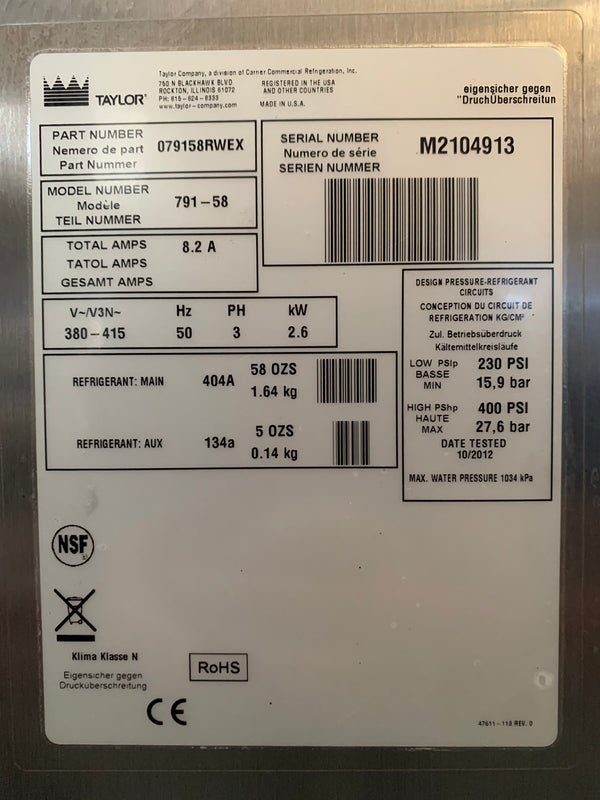 TAYLOR®
Taylor Company, a division of Carrier Commercial Refrigeration, Inc.
750 N BLACKHAWK BLVD
ROCKTON, ILLINOIS 61072
PH: 815-624-8333
www.taylor-company.com
REGISTERED IN THE USA
AND OTHER COUNTRIES
MADE IN U.S.A.
eigensicher gegen
"DruchÜberschreitun
PART NUMBER
Nemero de part 079158RWEX
Part Nummer
SERIAL NUMBER
Numero de série M2104913
SERIEN NUMMER
MODEL NUMBER
Modèle 791-58
TEIL NUMMER
TOTAL AMPS 8.2 A
TATOL AMPS
GESAMT AMPS
V~/V3N~ Hz PH kW
380-415 50 3 2.6
REFRIGERANT: MAIN 404A 58 OZS
1.64 kg
REFRIGERANT: AUX 134a 5 OZS
0.14 kg
DESIGN PRESSURE-REFRIGERANT
CIRCUITS
CONCEPTION DU CIRCUIT DE
REFRIGERATION KG/CM²
Zul. Betriebsüberdruck
Kältemittelkreisläufe
LOW PSIp 230 PSI
BASSE
MIN 15,9 bar
HIGH PShp 400 PSI
HAUTE
MAX 27,6 bar
DATE TESTED
10/2012
MAX. WATER PRESSURE 1034 kPa
NSF
Klima Klasse N
Eigensicher gegen
Drucküberschreitung
RoHS
CE
47611-113 REV. 0